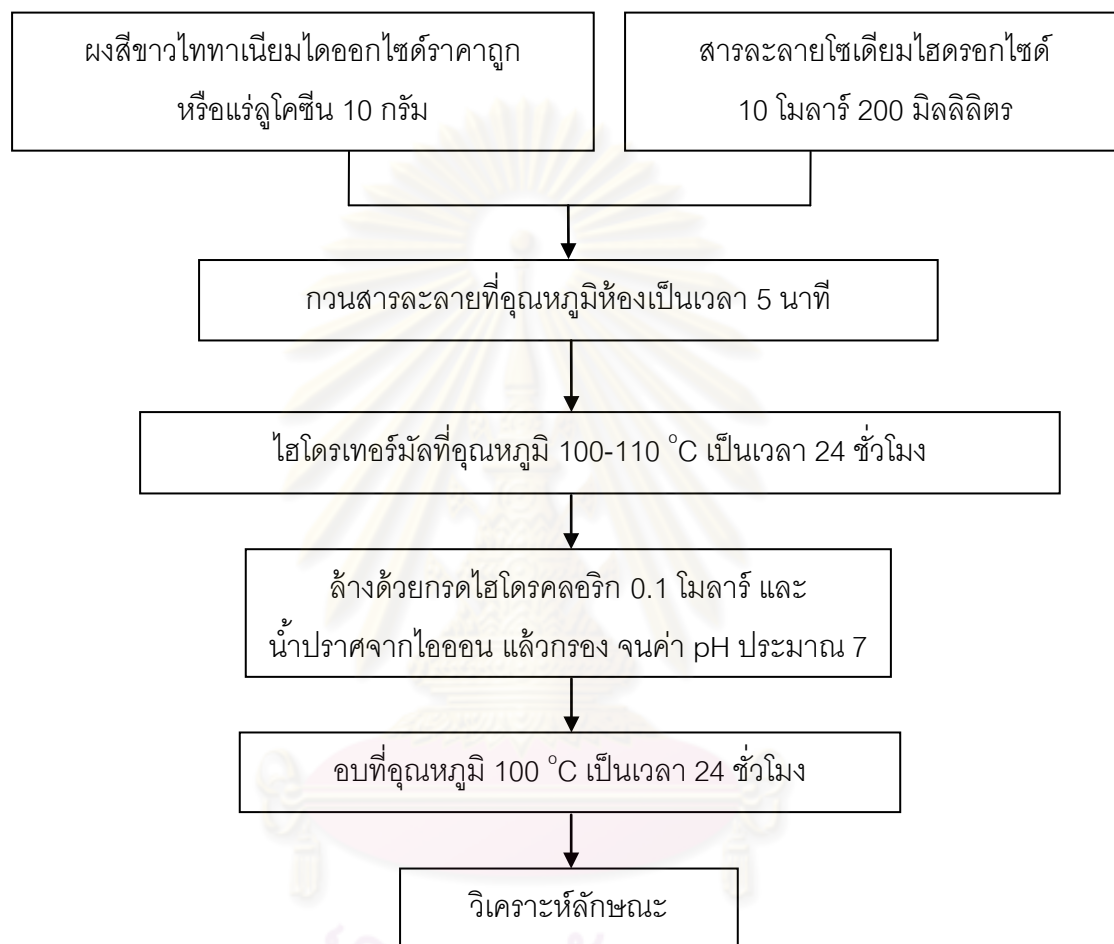 ผงสีขาวไททาเนียมไดออกไซด์ราคาถูก
หรือแร่ลูโคซีน 10 กรัม
สารละลายโซเดียมไฮดรอกไซด์
10 โมลาร์ 200 มิลลิลิตร
กวนสารละลายที่อุณหภูมิห้องเป็นเวลา 5 นาที
ไฮโดรเทอร์มัลที่อุณหภูมิ 100-110 °C เป็นเวลา 24 ชั่วโมง
ล้างด้วยกรดไฮโดรคลอริก 0.1 โมลาร์ และ
น้ำปราศจากไอออน แล้วกรอง จนค่า pH ประมาณ 7
อบที่อุณหภูมิ 100 °C เป็นเวลา 24 ชั่วโมง
วิเคราะห์ลักษณะ